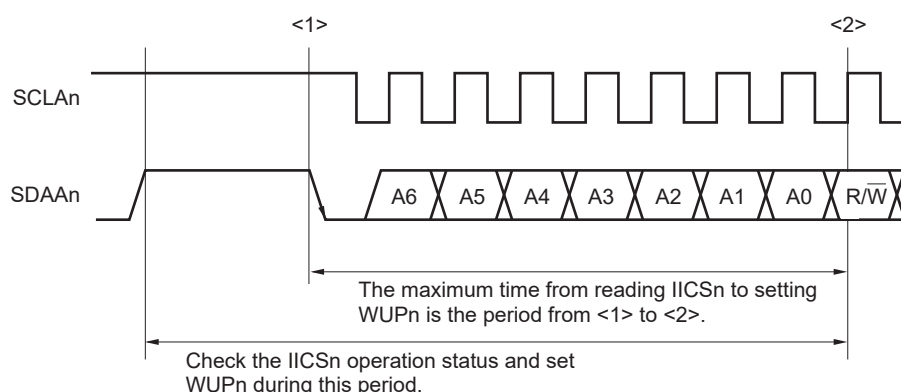 <1> <2>
SCLAn
SDAAn A6 A5 A4 A3 A2 A1 A0 R/W̅
The maximum time from reading IICSn to setting
WUPn is the period from <1> to <2>.
Check the IICSn operation status and set
WUPn during this period.